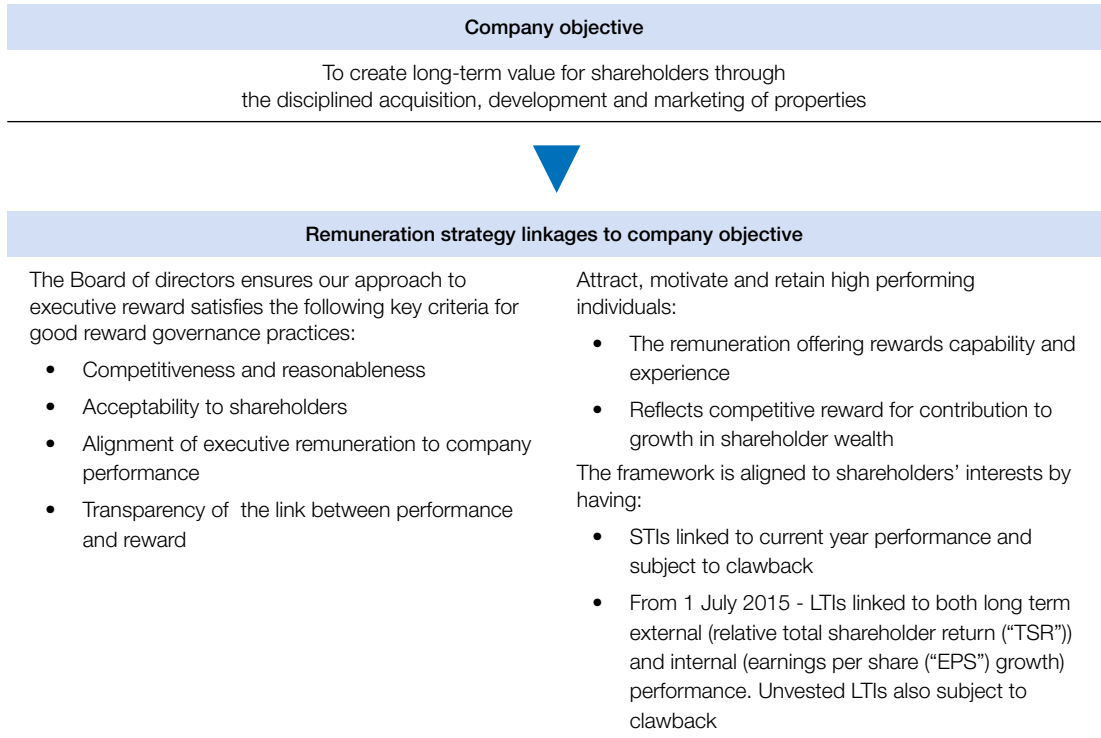 Company objective
To create long-term value for shareholders through
the disciplined acquisition, development and marketing of properties
Remuneration strategy linkages to company objective
The Board of directors ensures our approach to
executive reward satisfies the following key criteria for
good reward governance practices:
• Competitiveness and reasonableness
• Acceptability to shareholders
• Alignment of executive remuneration to company
performance
• Transparency of the link between performance
and reward
Attract, motivate and retain high performing
individuals:
• The remuneration offering rewards capability and
experience
• Reflects competitive reward for contribution to
growth in shareholder wealth
The framework is aligned to shareholders’ interests by
having:
• STIs linked to current year performance and
subject to clawback
• From 1 July 2015 - LTIs linked to both long term
external (relative total shareholder return (“TSR”))
and internal (earnings per share (“EPS”) growth)
performance. Unvested LTIs also subject to
clawback